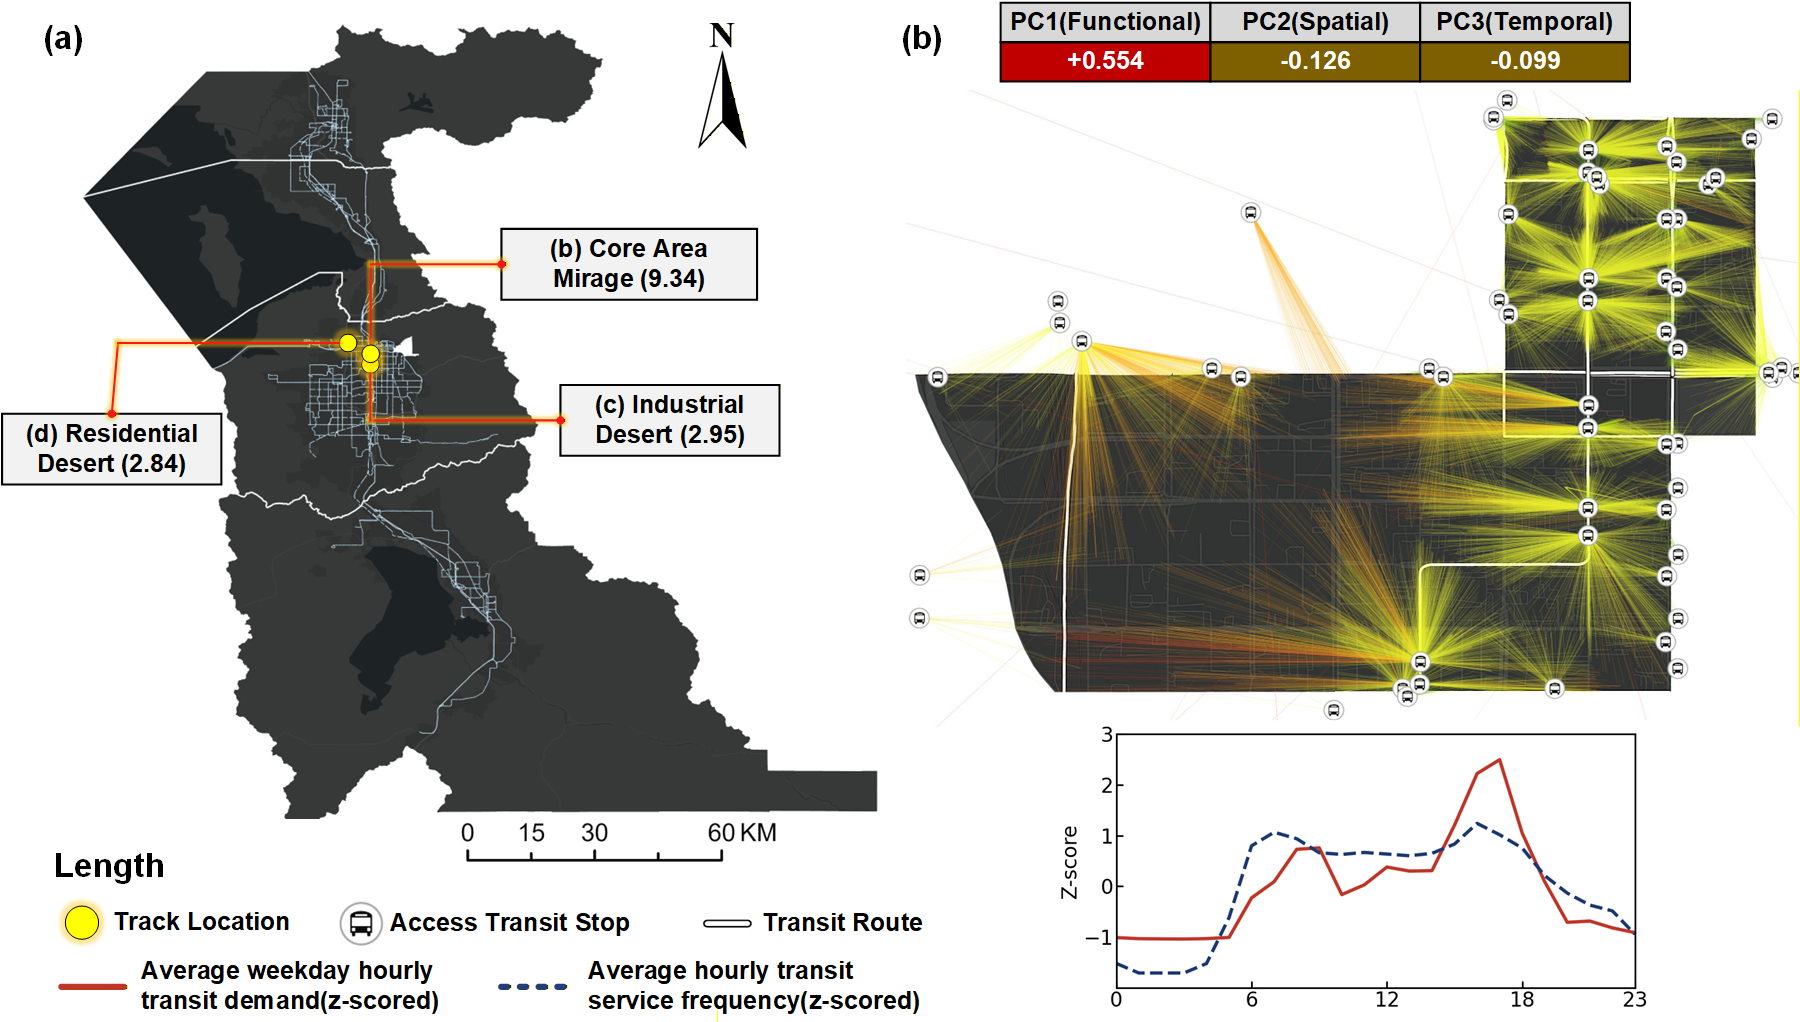 (a)
N
(b) Core Area
Mirage (9.34)
(c) Industrial
Desert (2.95)
(d) Residential
Desert (2.84)
0 15 30 60 KM
Length
Track Location
Access Transit Stop
Transit Route
Average weekday hourly
transit demand(z-scored)
Average hourly transit
service frequency(z-scored)
(b)
PC1(Functional) PC2(Spatial) PC3(Temporal)
+0.554 -0.126 -0.099
Z-score
3
2
1
0
−1
0 6 12 18 23